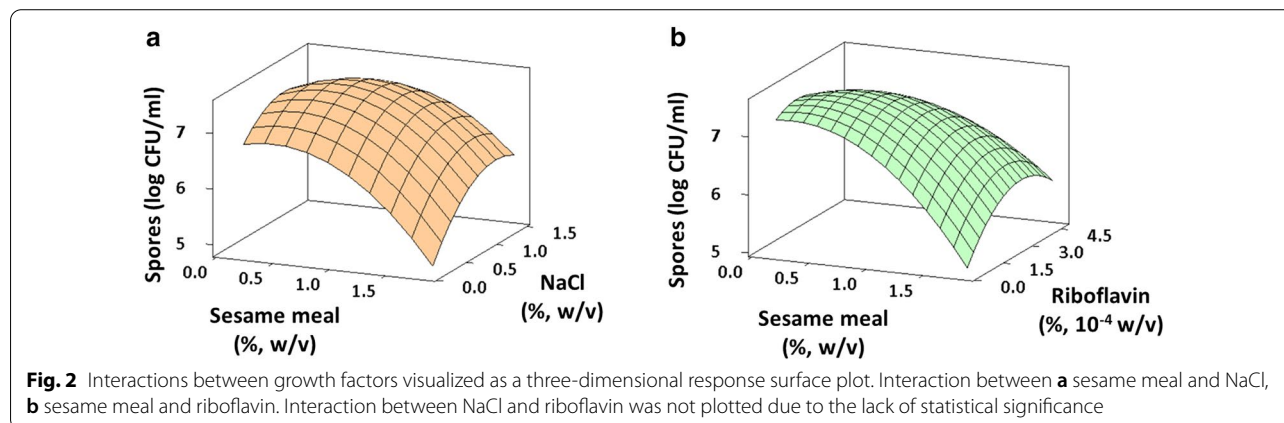 a
Spores (log CFU/ml)
7
6
5
0.0
0.5
1.0
1.5
Sesame meal
(%, w/v)
0.0
0.5
1.0
1.5
NaCl
(%, w/v)
b
Spores (log CFU/ml)
7
6
5
0.0
0.5
1.0
1.5
Sesame meal
(%, w/v)
0.0
1.5
3.0
4.5
Riboflavin
(%, 10⁻⁴ w/v)
Fig. 2 Interactions between growth factors visualized as a three-dimensional response surface plot. Interaction between a sesame meal and NaCl,
b sesame meal and riboflavin. Interaction between NaCl and riboflavin was not plotted due to the lack of statistical significance